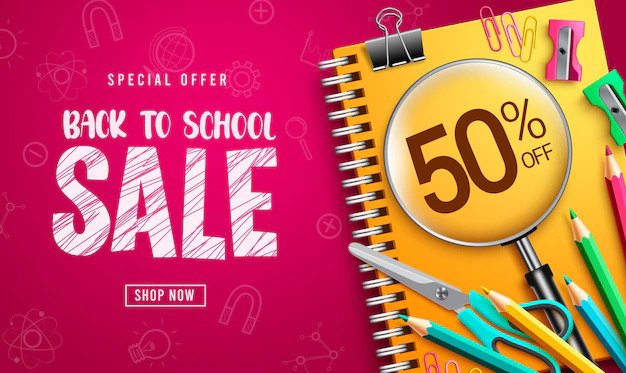 SPECIAL OFFER
BACK TO SCHOOL
SALE
SHOP NOW
50% OFF